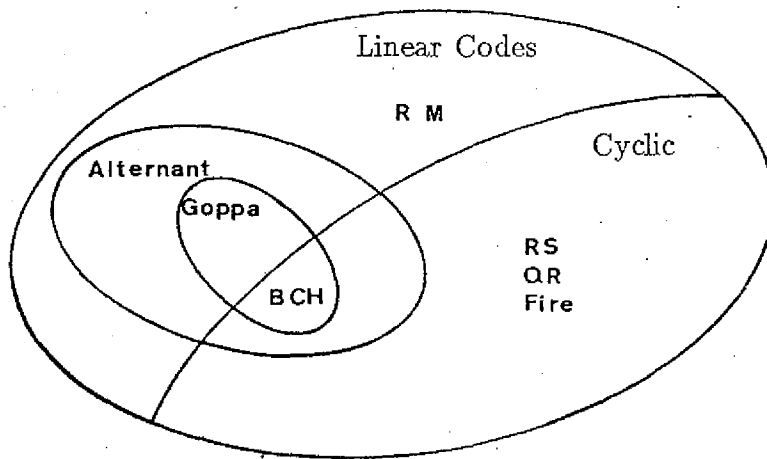 Linear Codes
R M
Cyclic
Alternant
Goppa
BCH
RS
QR
Fire